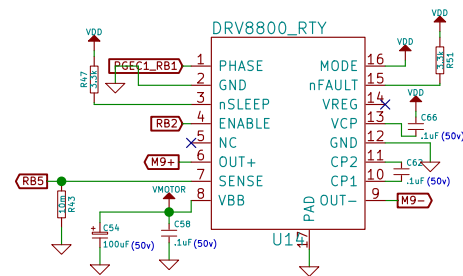 DRV8800_RTY
VDD
VDD
VDD
R47
3.3k
R51
3.3k
PGEC1_RB1
1 PHASE MODE 16
2 GND nFAULT 15
3 nSLEEP VREG 14
VDD
C66
.1uF (50v)
RB2
4 ENABLE VCP 13
5 NC GND 12
M9+
6 OUT+ CP2 11
C62
.1uF (50v)
RB5
7 SENSE CP1 10
8 VBB OUT- 9
M9-
10m
R43
VMOTOR
C54
100uF (50v)
C58
.1uF (50v)
PAD
17
U14